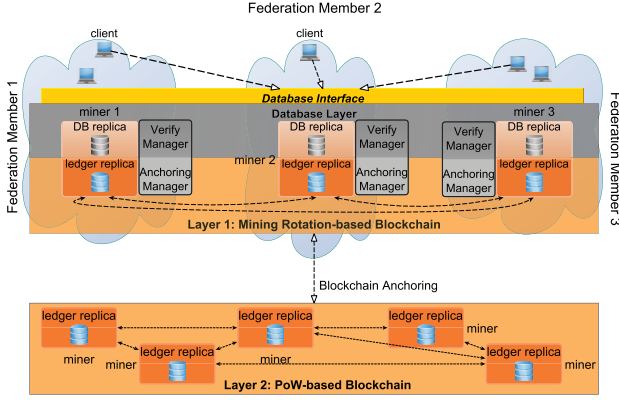 Federation Member 2
client
client
Federation Member 1
Federation Member 3
Database Interface
Database Layer
miner 1
miner 3
DB replica
Verify
Manager
DB replica
Verify
Manager
Verify
Manager
DB replica
miner 2
ledger replica
Anchoring
Manager
ledger replica
Anchoring
Manager
Anchoring
Manager
ledger replica
Layer 1: Mining Rotation-based Blockchain
Blockchain Anchoring
ledger replica
ledger replica
ledger replica
miner
miner
miner
ledger replica
miner
ledger replica
miner
Layer 2: PoW-based Blockchain